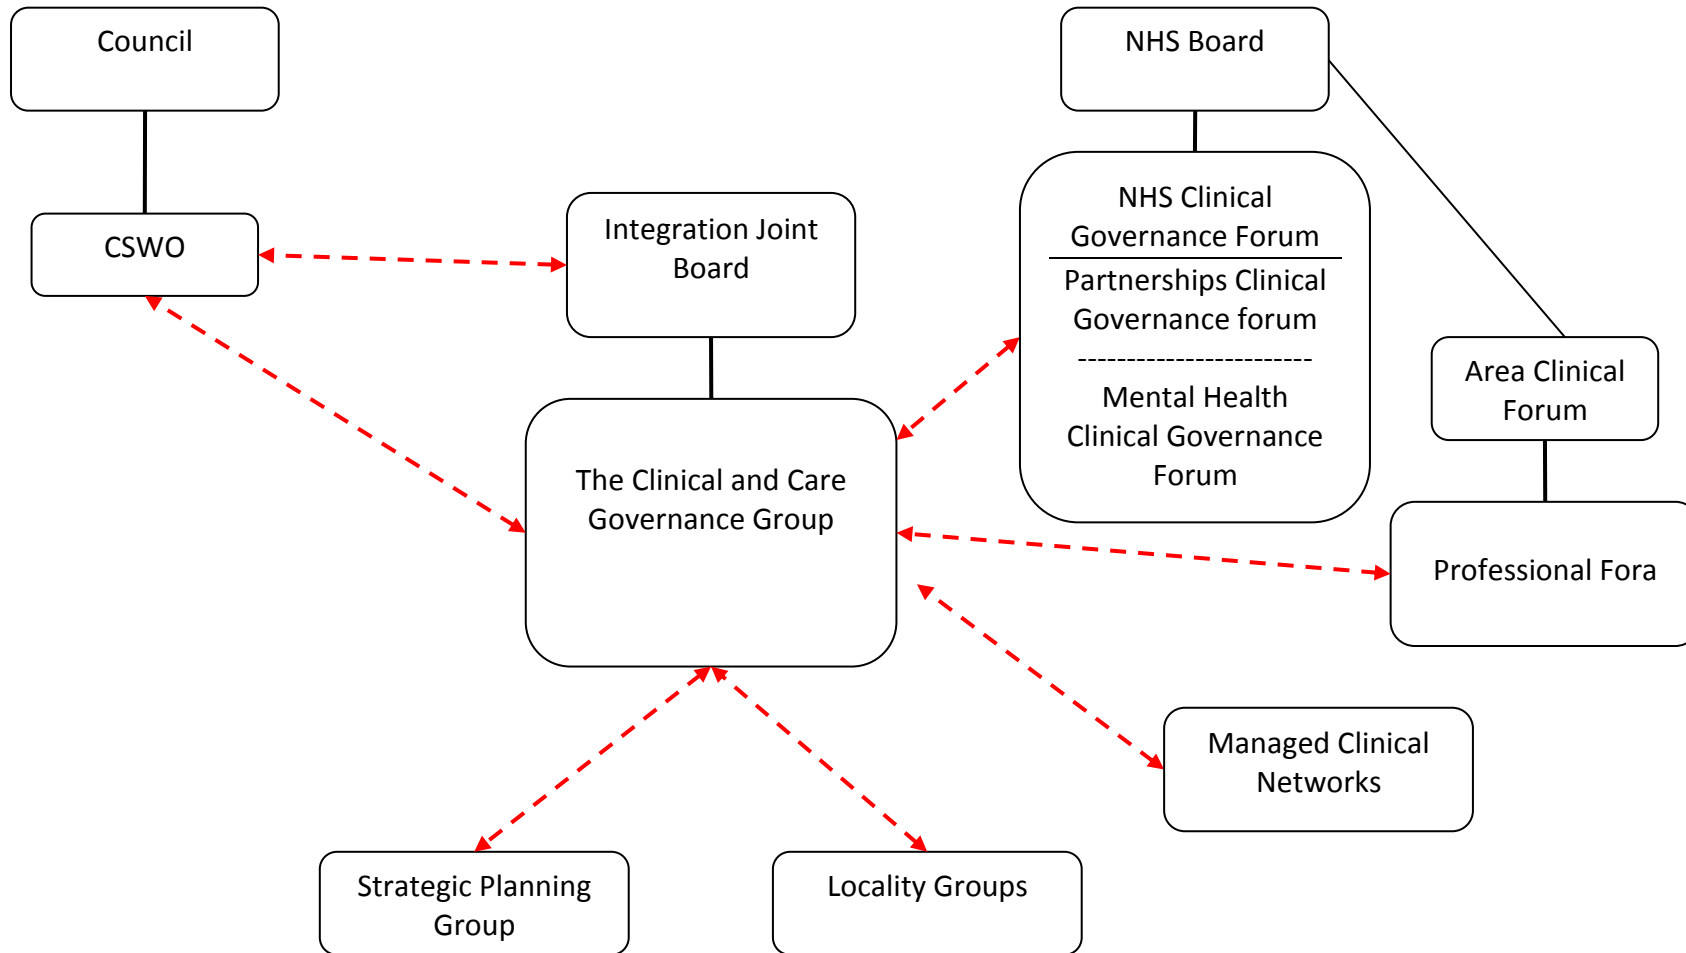 Council
NHS Board
CSWO
Integration Joint
Board
NHS Clinical
Governance Forum
Partnerships Clinical
Governance forum
------------------------
Mental Health
Clinical Governance
Forum
Area Clinical
Forum
The Clinical and Care
Governance Group
Professional Fora
Managed Clinical
Networks
Strategic Planning
Group
Locality Groups